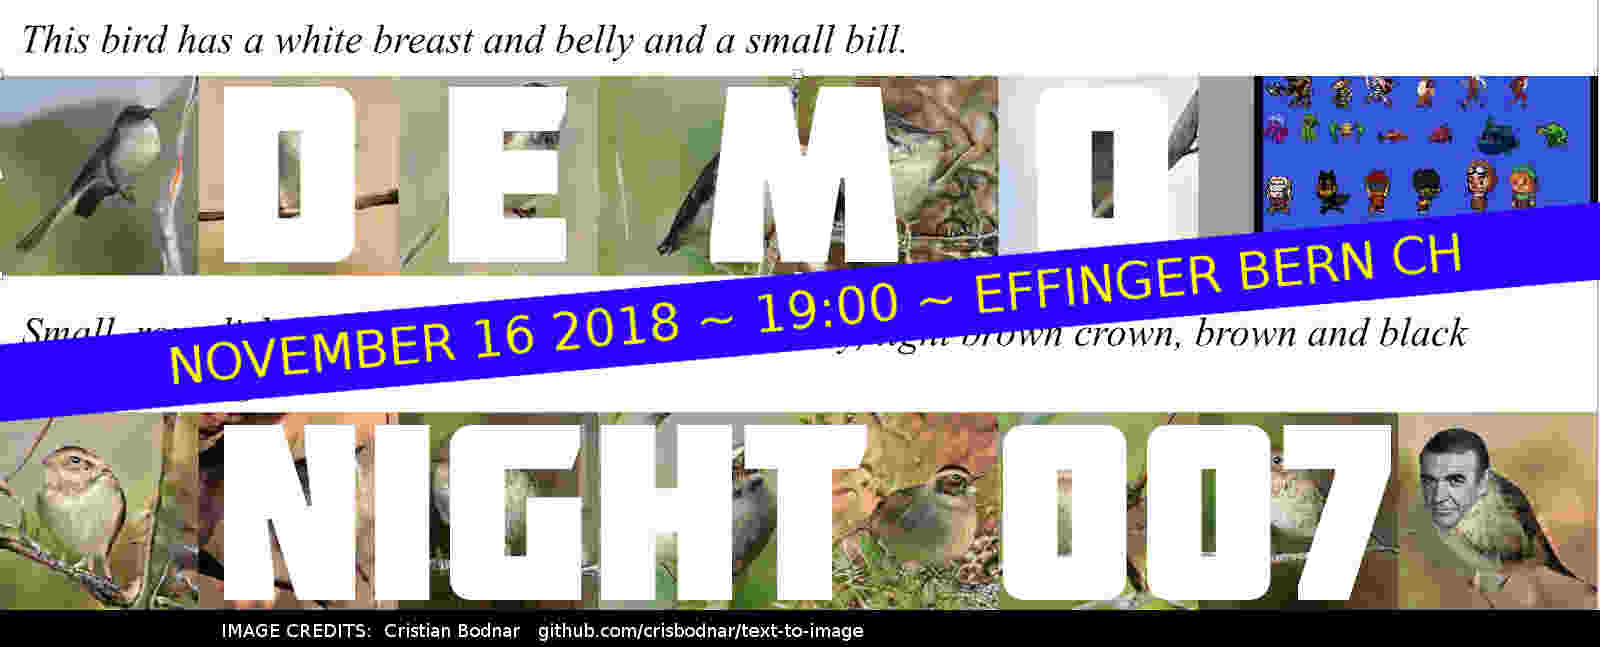 This bird has a white breast and belly and a small bill.
DEMO
NOVEMBER 16 2018 ~ 19:00 ~ EFFINGER BERN CH
Small, brown crown, brown and black
NIGHT 007
IMAGE CREDITS: Cristian Bodnar github.com/crisbodnar/text-to-image